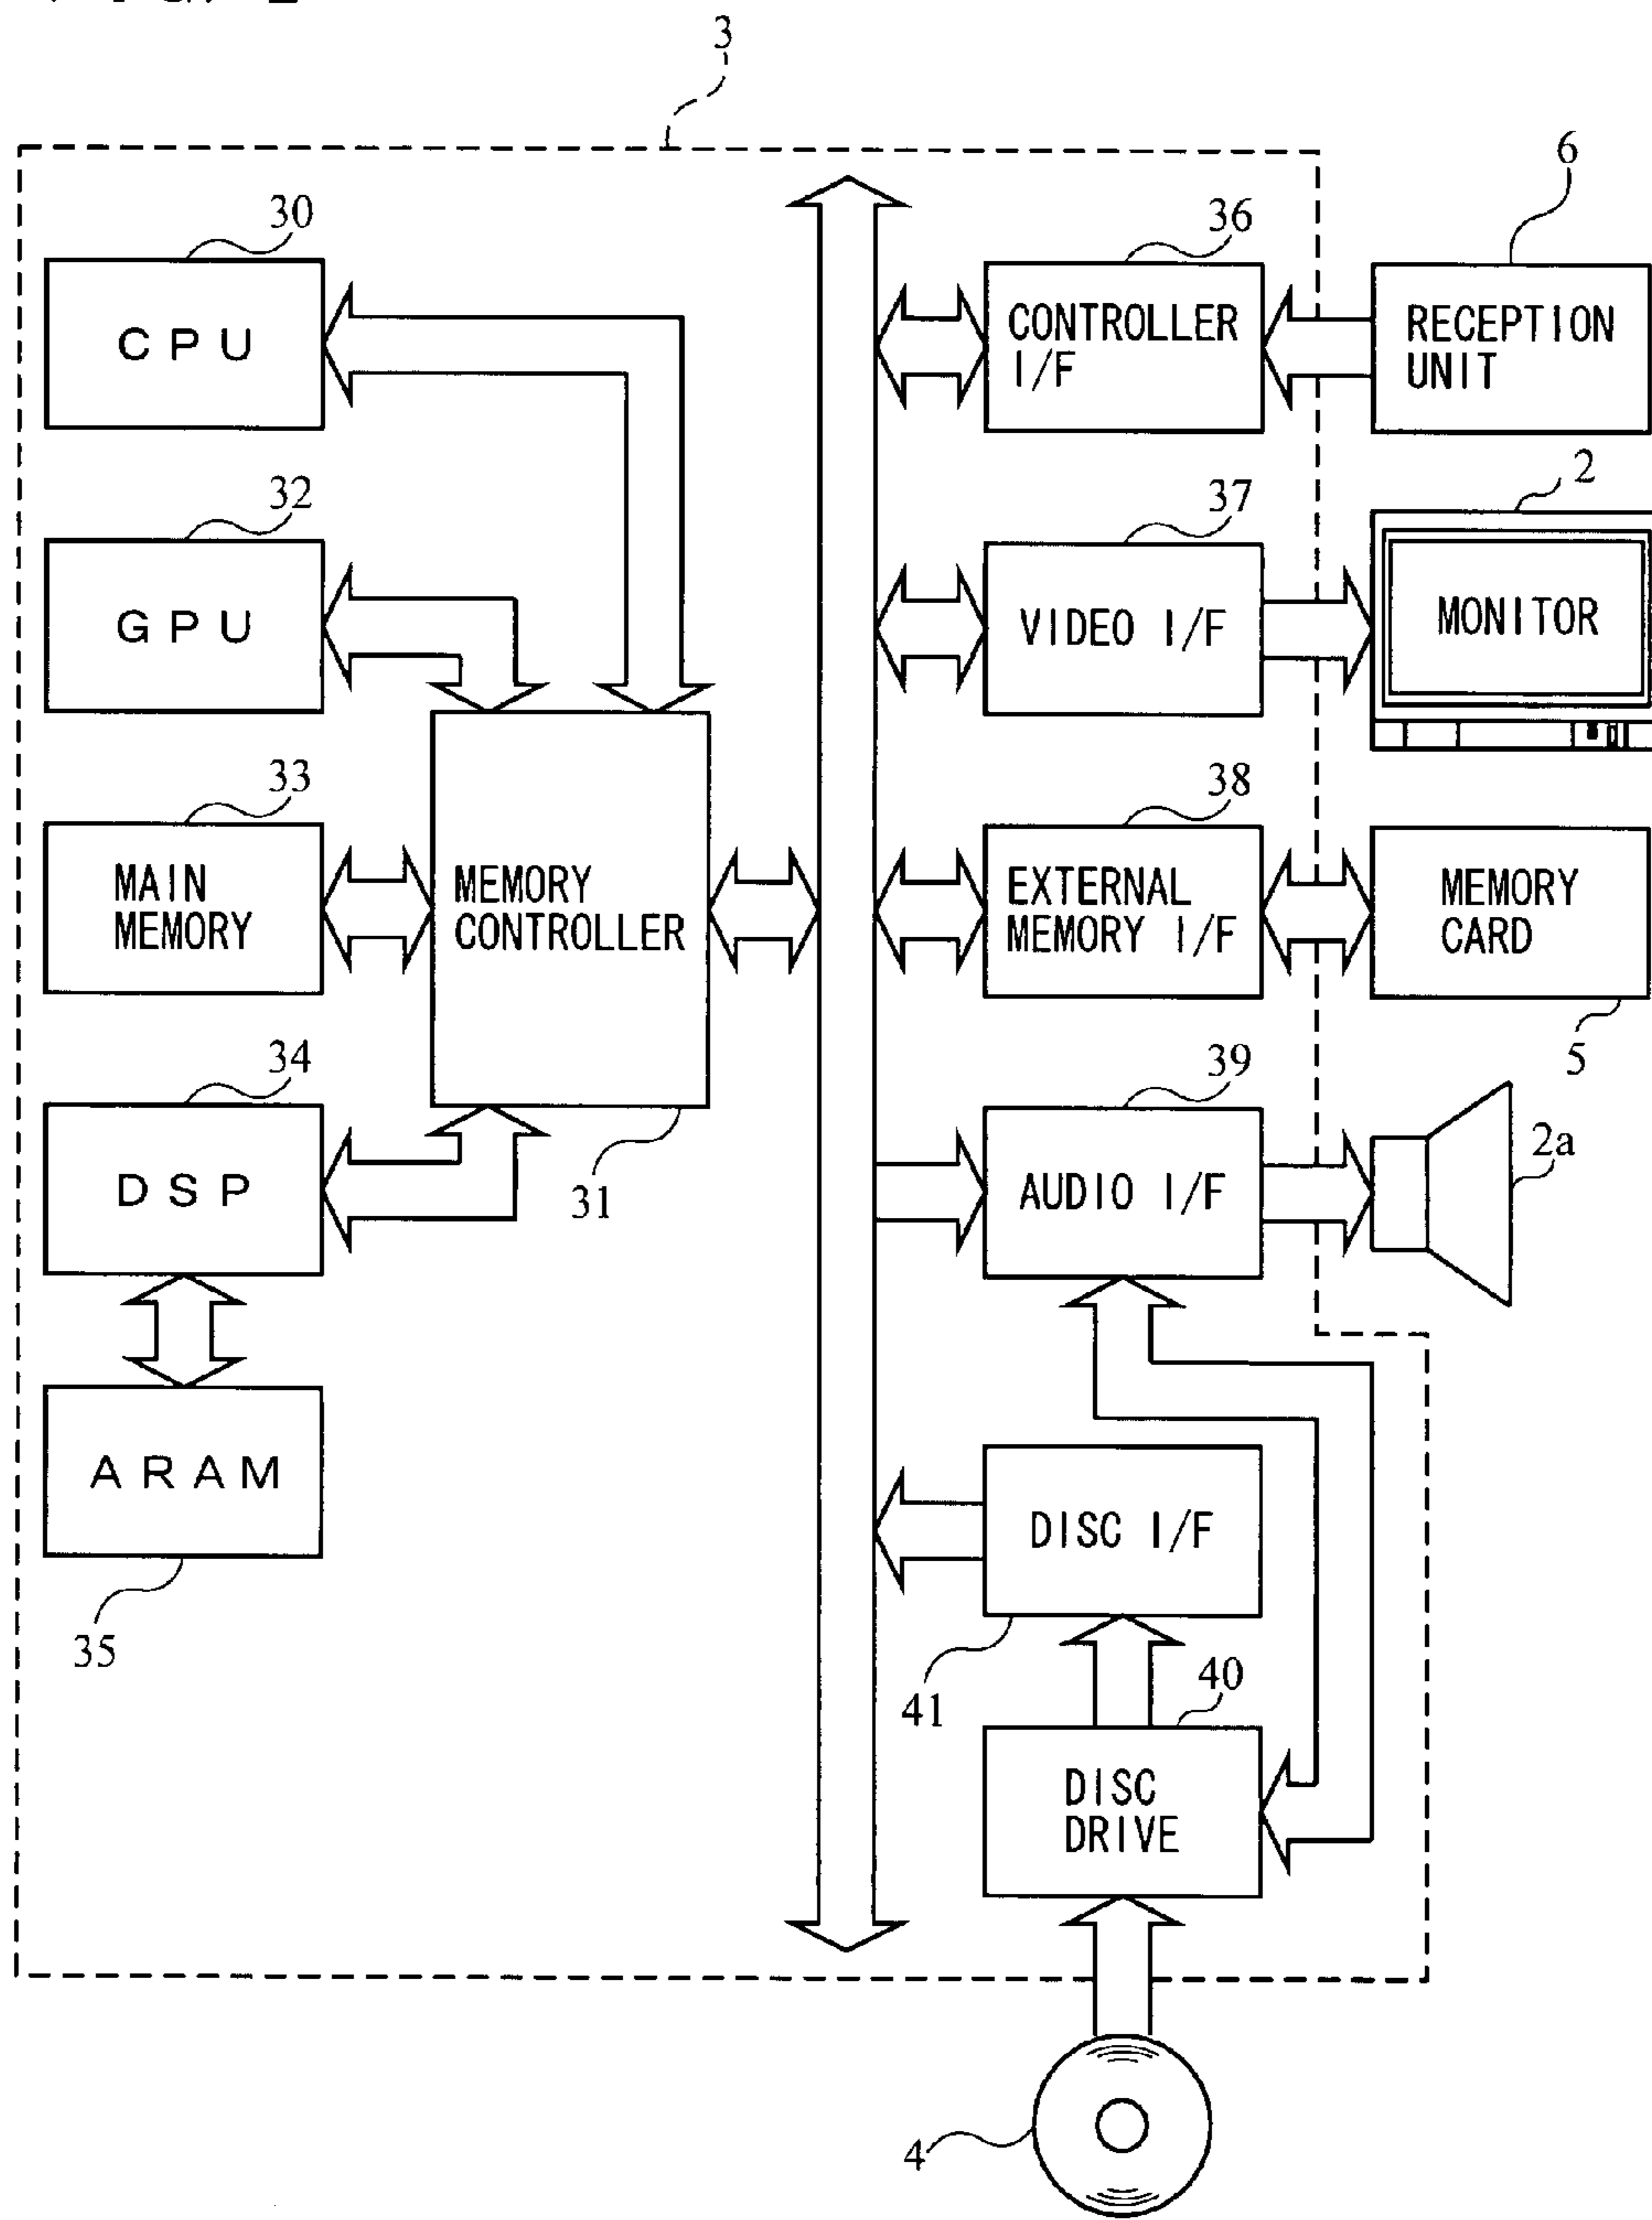 3
6
30
36
CPU
CONTROLLER
I/F
RECEPTION
UNIT
2
32
37
GPU
VIDEO I/F
MONITOR
33
38
MAIN
MEMORY
MEMORY
CONTROLLER
EXTERNAL
MEMORY I/F
MEMORY
CARD
34
39
5
2a
DSP
31
AUDIO I/F
ARAM
DISC I/F
35
40
41
DISC
DRIVE
4